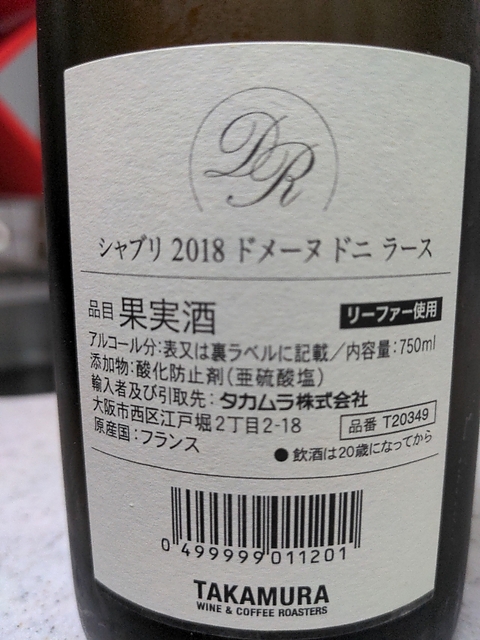 DR
シャブリ 2018 ドメーヌ ドニ ラース
品目 果実酒 リーファー使用
アルコール分:表又は裏ラベルに記載/内容量:750ml
添加物:酸化防止剤(亜硫酸塩)
輸入者及び引取先:タカムラ株式会社
大阪市西区江戸堀2丁目2-18 品番 T20349
原産国:フランス ●飲酒は20歳になってから
0 499999 011201
TAKAMURA
WINE & COFFEE ROASTERS